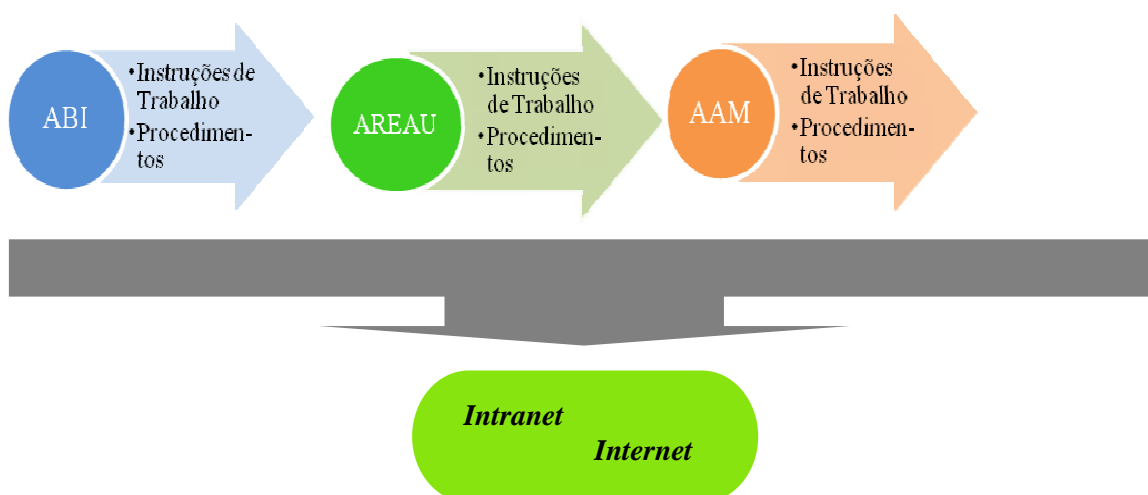 ABI
•Instruções de
Trabalho
•Procedimen-
tos
AREAU
•Instruções
de Trabalho
•Procedimen-
tos
AAM
•Instruções
de Trabalho
•Procedimen-
tos
Intranet
Internet